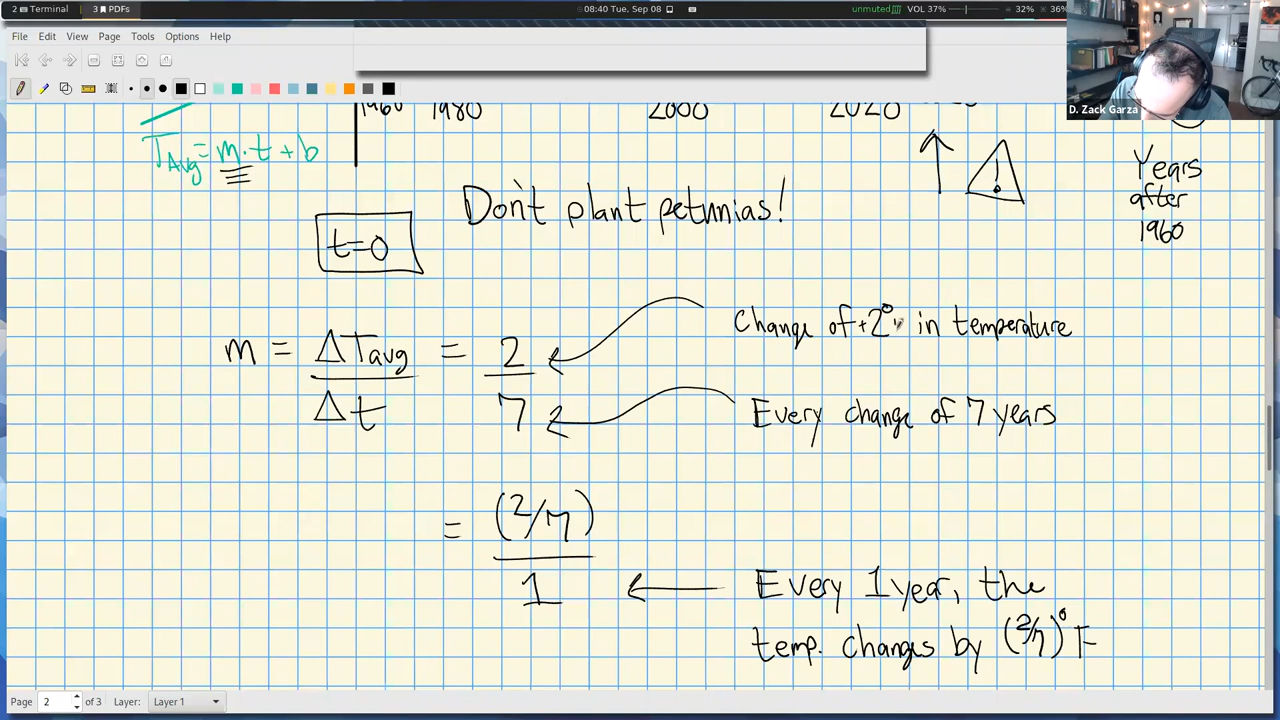 2 Terminal 3 PDFs 08:40 Tue, Sep 08 unmuted VOL 37% 32% 36%
File Edit View Page Tools Options Help
D. Zack Garza
1960 1980 2000 2020
T_Avg = m·t + b
Years
after
1960
Don't plant petunias!
t=0
Change of +2° in temperature
m = ΔTavg / Δt = 2 / 7
Every change of 7 years
= (2/7) / 1
Every 1 year, the
temp. changes by (2/7)° F
Page 2 of 3 Layer: Layer 1